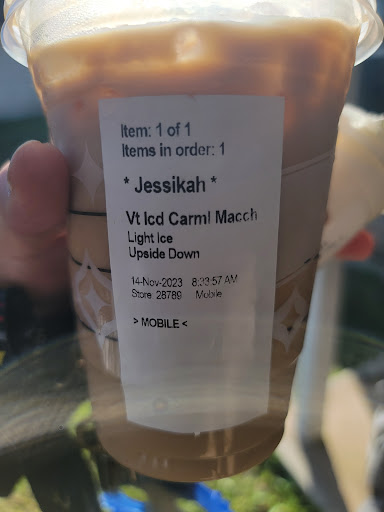 Item: 1 of 1
Items in order: 1
* Jessikah *
Vt Icd Carml Macch
Light Ice
Upside Down
14-Nov-2023 8:33:57 AM
Store 28789 Mobile
> MOBILE <